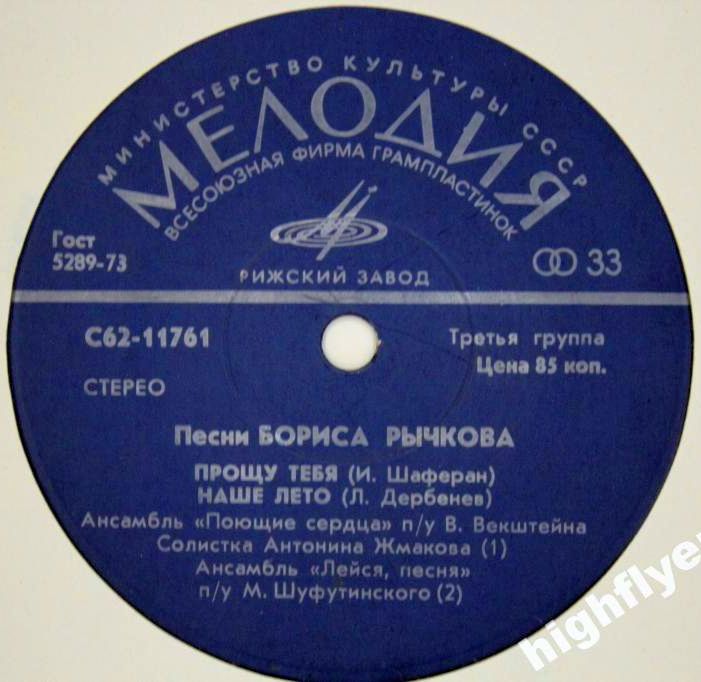 МИНИСТЕРСТВО КУЛЬТУРЫ СССР
МЕЛОДИЯ
ВСЕСОЮЗНАЯ ФИРМА ГРАМПЛАСТИНОК
Гост
5289-73
РИЖСКИЙ ЗАВОД
33
С62-11761
Третья группа
Цена 85 коп.
СТЕРЕО
Песни БОРИСА РЫЧКОВА
ПРОЩУ ТЕБЯ (И. Шаферан)
НАШЕ ЛЕТО (Л. Дербенев)
Ансамбль «Поющие сердца» п/у В. Векштейна
Солистка Антонина Жмакова (1)
Ансамбль «Лейся, песня»
п/у М. Шуфутинского (2)